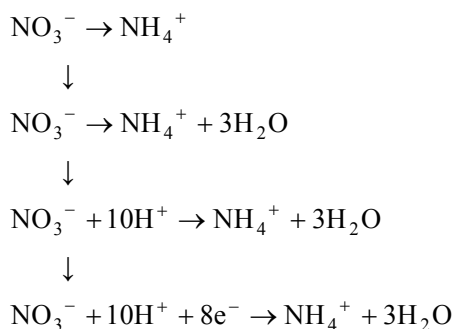 NO₃⁻ → NH₄⁺
↓
NO₃⁻ → NH₄⁺ + 3H₂O
↓
NO₃⁻ + 10H⁺ → NH₄⁺ + 3H₂O
↓
NO₃⁻ + 10H⁺ + 8e⁻ → NH₄⁺ + 3H₂O